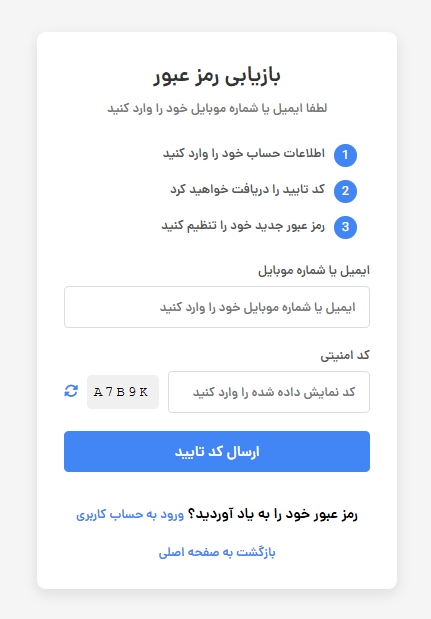 بازیابی رمز عبور
لطفا ایمیل یا شماره موبایل خود را وارد کنید
1 اطلاعات حساب خود را وارد کنید
2 کد تایید را دریافت خواهید کرد
3 رمز عبور جدید خود را تنظیم کنید
ایمیل یا شماره موبایل
ایمیل یا شماره موبایل خود را وارد کنید
کد امنیتی
کد نمایش داده شده را وارد کنید A7B9K
ارسال کد تایید
رمز عبور خود را به یاد آوردید؟ ورود به حساب کاربری
بازگشت به صفحه اصلی